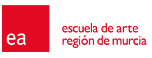 ea
escuela de arte
región de murcia